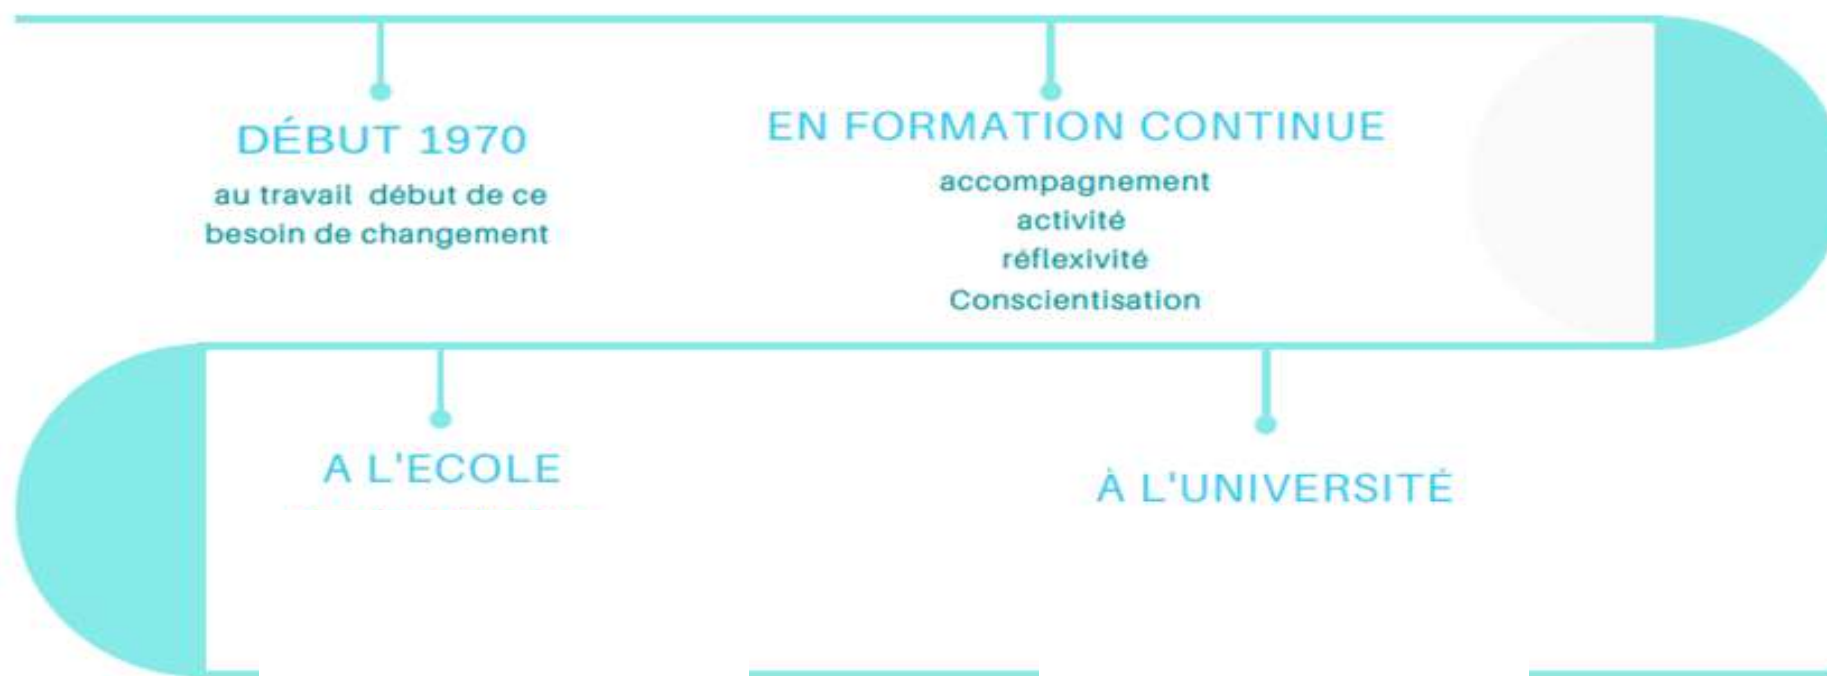 DÉBUT 1970
au travail début de ce
besoin de changement
EN FORMATION CONTINUE
accompagnement
activité
réflexivité
Conscientisation
A L'ECOLE
À L'UNIVERSITÉ